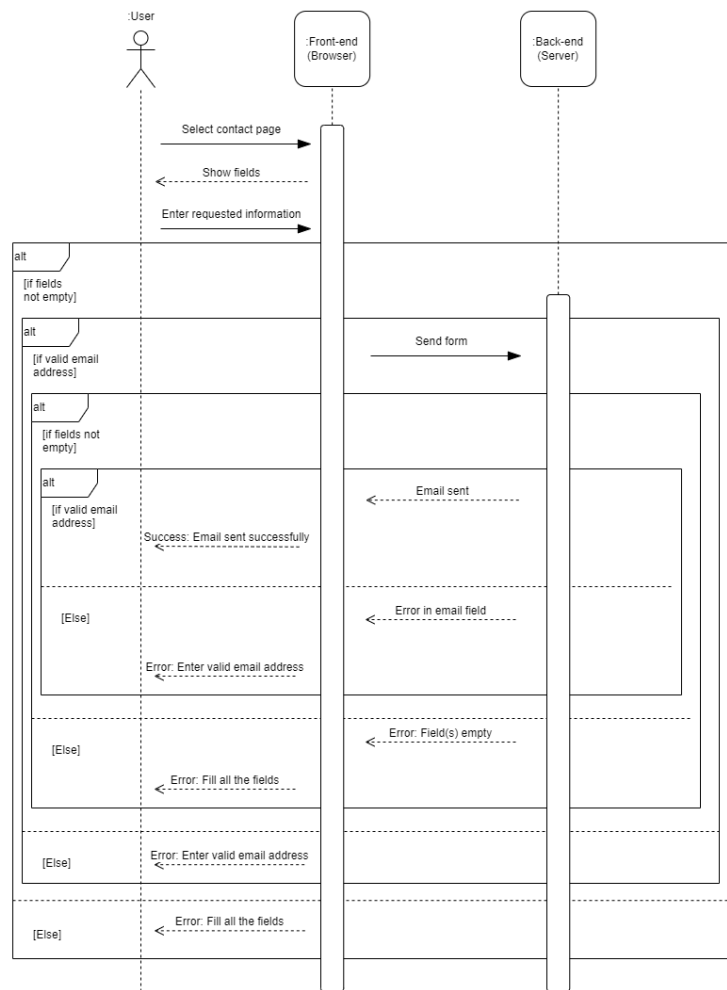 :User
:Front-end
(Browser)
:Back-end
(Server)
Select contact page
Show fields
Enter requested information
alt
[if fields
not empty]
alt
[if valid email
address]
Send form
alt
[if fields not
empty]
alt
[if valid email
address]
Email sent
Success: Email sent successfully
[Else]
Error in email field
Error: Enter valid email address
[Else]
Error: Field(s) empty
Error: Fill all the fields
[Else]
Error: Enter valid email address
[Else]
Error: Fill all the fields